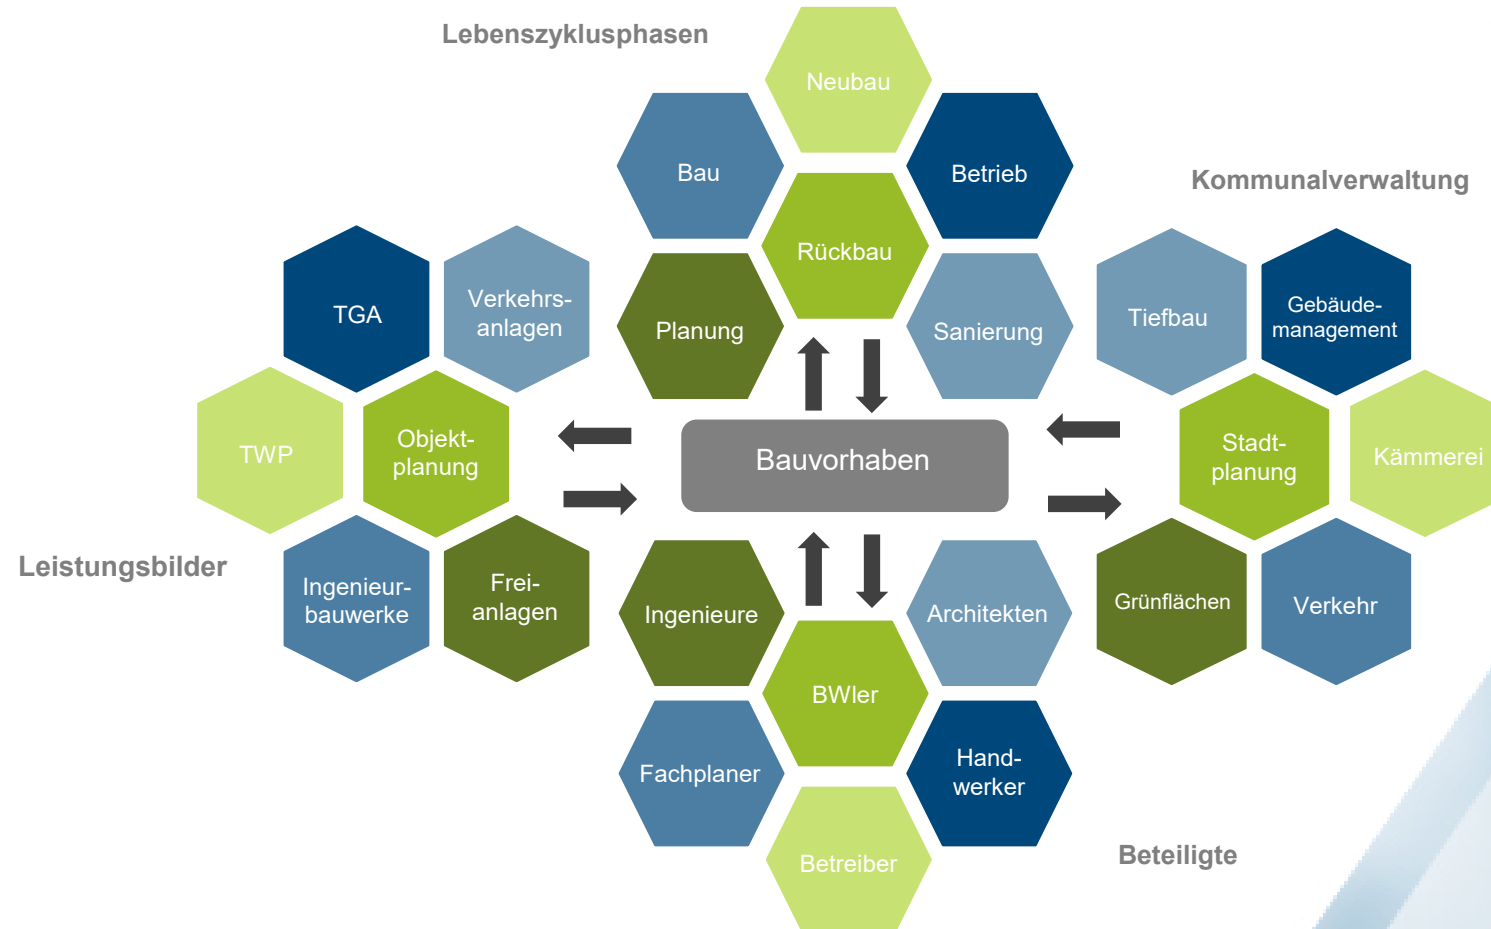 Lebenszyklusphasen
Neubau
Bau
Betrieb
Rückbau
Planung
Sanierung
Kommunalverwaltung
Tiefbau
Gebäude-
management
Stadt-
planung
Kämmerei
Grünflächen
Verkehr
TGA
Verkehrs-
anlagen
TWP
Objekt-
planung
Ingenieur-
bauwerke
Frei-
anlagen
Leistungsbilder
Bauvorhaben
Ingenieure
Architekten
BWler
Fachplaner
Hand-
werker
Betreiber
Beteiligte